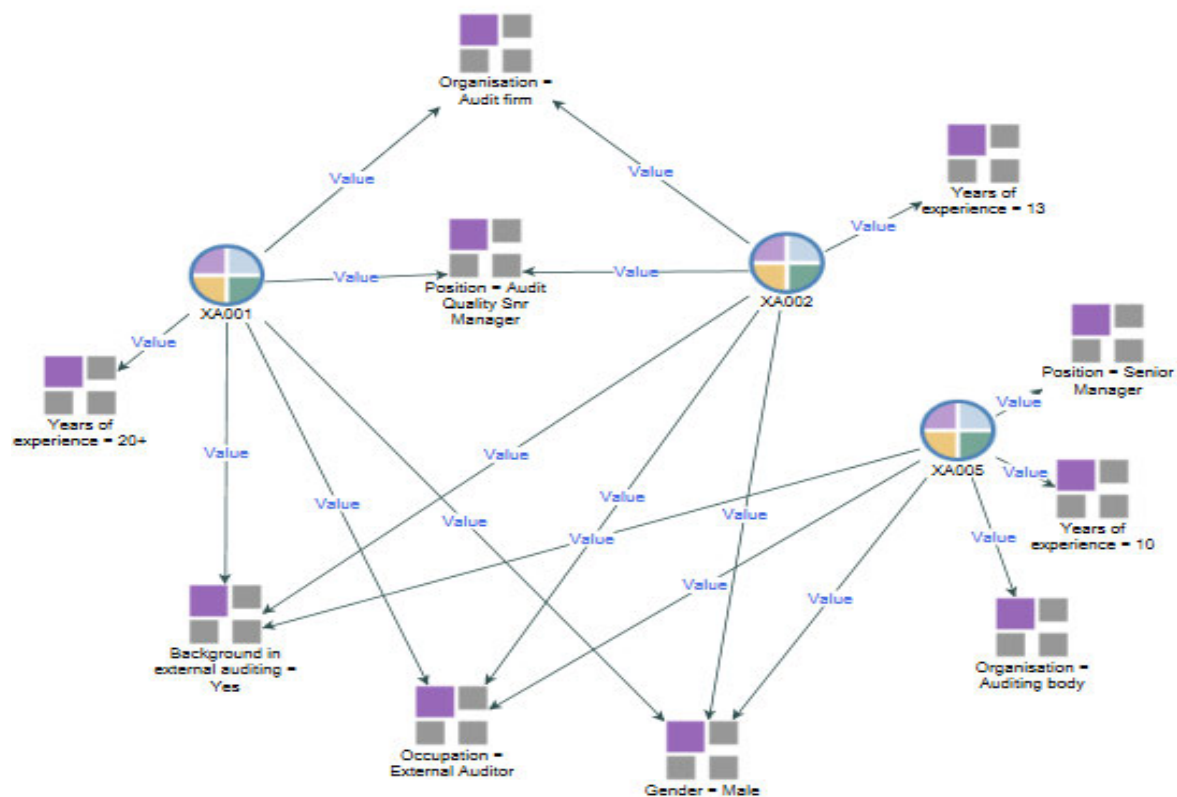 Organisation =
Audit firm
Value
Value
Years of
experience = 13
Value
Value
Value
Position = Audit
Quality Snr
Manager
XA001
XA002
Value
Years of
experience = 20+
Position = Senior
Manager
Value
XA005
Value
Value
Value
Value
Value
Value
Value
Value
Years of
experience = 10
Value
Value
Value
Background in
external auditing =
Yes
Organisation =
Auditing body
Occupation =
External Auditor
Gender = Male